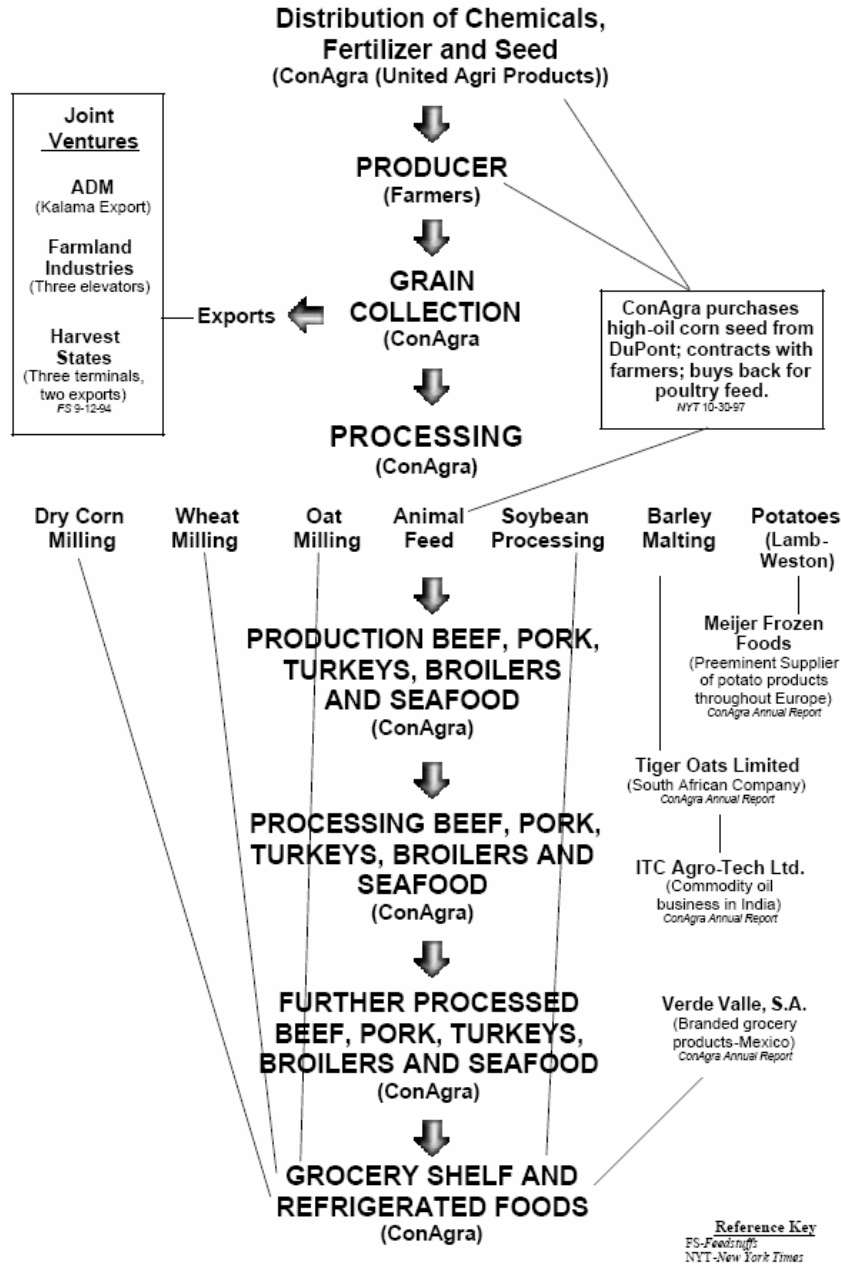 Distribution of Chemicals,
Fertilizer and Seed
(ConAgra (United Agri Products))
Joint
Ventures
ADM
(Kalama Export)
Farmland
Industries
(Three elevators)
Harvest
States
(Three terminals,
two exports)
FS 9-12-94
PRODUCER
(Farmers)
GRAIN
COLLECTION
(ConAgra
Exports
ConAgra purchases
high-oil corn seed from
DuPont; contracts with
farmers; buys back for
poultry feed.
NYT 10-30-97
PROCESSING
(ConAgra)
Dry Corn
Milling
Wheat
Milling
Oat
Milling
Animal
Feed
Soybean
Processing
Barley
Malting
Potatoes
(Lamb-
Weston)
PRODUCTION BEEF, PORK,
TURKEYS, BROILERS
AND SEAFOOD
(ConAgra)
Meijer Frozen
Foods
(Preeminent Supplier
of potato products
throughout Europe)
ConAgra Annual Report
Tiger Oats Limited
(South African Company)
ConAgra Annual Report
PROCESSING BEEF, PORK,
TURKEYS, BROILERS AND
SEAFOOD
(ConAgra)
ITC Agro-Tech Ltd.
(Commodity oil
business in India)
ConAgra Annual Report
FURTHER PROCESSED
BEEF, PORK, TURKEYS,
BROILERS AND SEAFOOD
(ConAgra)
Verde Valle, S.A.
(Branded grocery
products-Mexico)
ConAgra Annual Report
GROCERY SHELF AND
REFRIGERATED FOODS
(ConAgra)
Reference Key
FS-Feedstuffs
NYT-New York Times